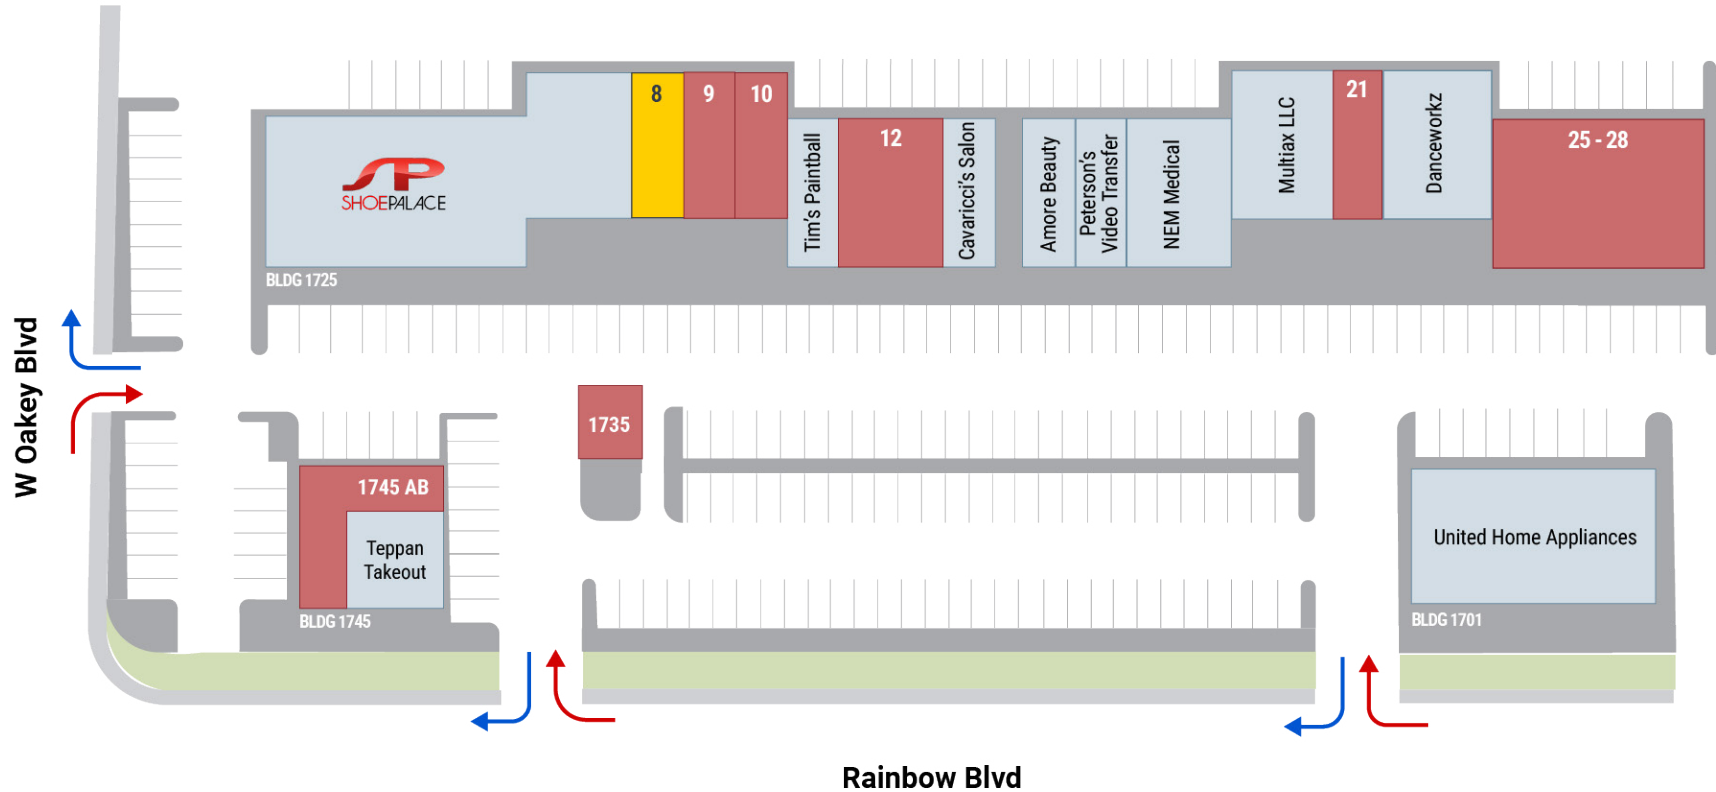 8
9
10
21
12
25 - 28
SHOEPALACE
Tim's Paintball
Cavaricci's Salon
Amore Beauty
Peterson's
Video Transfer
NEM Medical
Multiax LLC
Danceworkz
BLDG 1725
W Oakey Blvd
1735
1745 AB
Teppan
Takeout
BLDG 1745
United Home Appliances
BLDG 1701
Rainbow Blvd